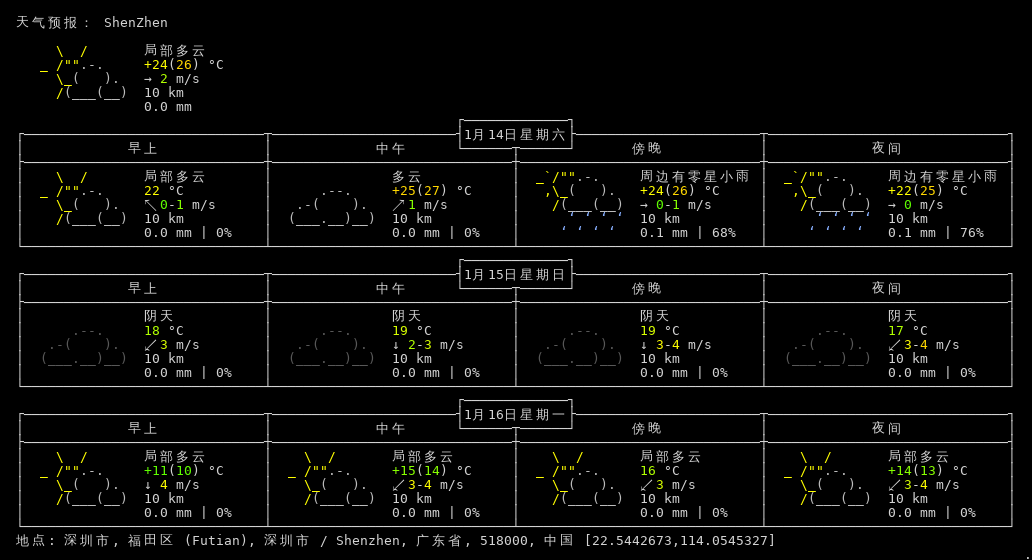 天气预报： ShenZhen
局部多云
+24(26) °C
→ 2 m/s
10 km
0.0 mm
1月14日星期六
早上 中午 傍晚 夜间
局部多云 多云 周边有零星小雨 周边有零星小雨
22 °C +25(27) °C +24(26) °C +22(25) °C
↖ 0-1 m/s ↗ 1 m/s → 0-1 m/s → 0 m/s
10 km 10 km 10 km 10 km
0.0 mm | 0% 0.0 mm | 0% 0.1 mm | 68% 0.1 mm | 76%
1月15日星期日
早上 中午 傍晚 夜间
阴天 阴天 阴天 阴天
18 °C 19 °C 19 °C 17 °C
↙ 3 m/s ↓ 2-3 m/s ↓ 3-4 m/s ↙ 3-4 m/s
10 km 10 km 10 km 10 km
0.0 mm | 0% 0.0 mm | 0% 0.0 mm | 0% 0.0 mm | 0%
1月16日星期一
早上 中午 傍晚 夜间
局部多云 局部多云 局部多云 局部多云
+11(10) °C +15(14) °C 16 °C +14(13) °C
↓ 4 m/s ↙ 3-4 m/s ↙ 3 m/s ↙ 3-4 m/s
10 km 10 km 10 km 10 km
0.0 mm | 0% 0.0 mm | 0% 0.0 mm | 0% 0.0 mm | 0%
地点: 深圳市, 福田区 (Futian), 深圳市 / Shenzhen, 广东省, 518000, 中国 [22.5442673,114.0545327]